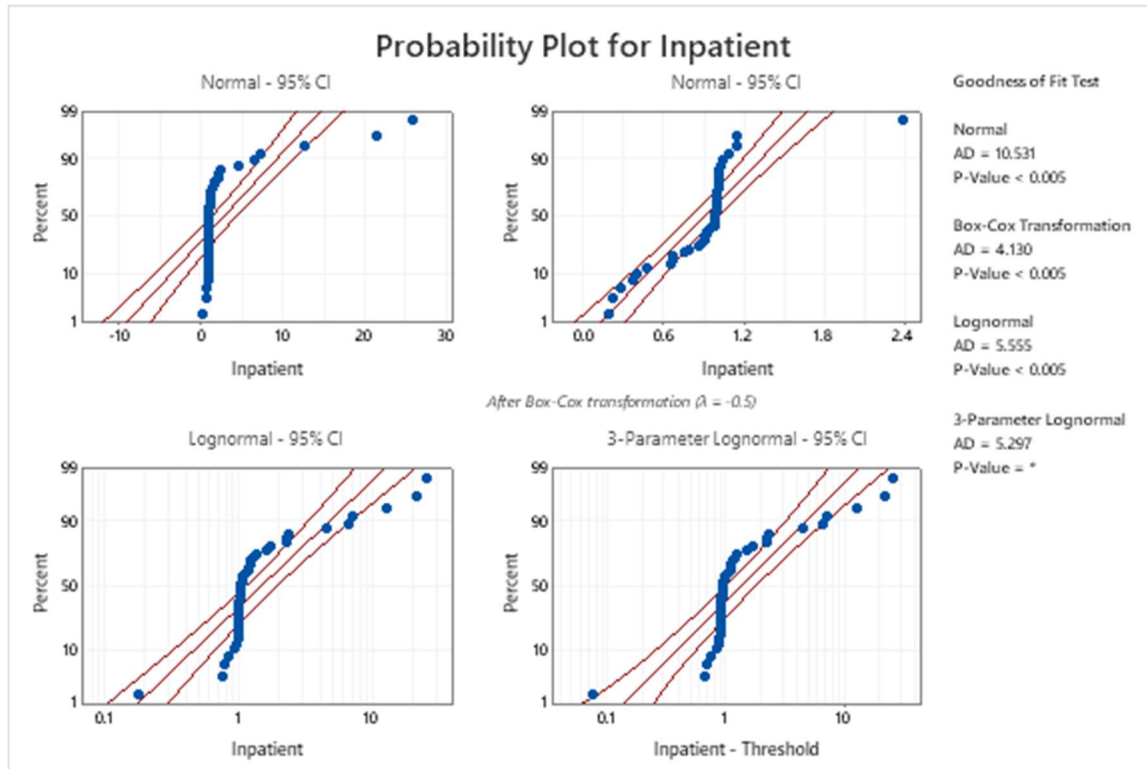 Probability Plot for Inpatient
Normal - 95% CI
99
90
50
10
1
Percent
-10 0 10 20 30
Inpatient
Normal - 95% CI
99
90
50
10
1
Percent
0.0 0.6 1.2 1.8 2.4
Inpatient
After Box-Cox transformation (λ = -0.5)
Lognormal - 95% CI
99
90
50
10
1
Percent
0.1 1 10
Inpatient
3-Parameter Lognormal - 95% CI
99
90
50
10
1
Percent
0.1 1 10
Inpatient - Threshold
Goodness of Fit Test
Normal
AD = 10.531
P-Value < 0.005
Box-Cox Transformation
AD = 4.130
P-Value < 0.005
Lognormal
AD = 5.555
P-Value < 0.005
3-Parameter Lognormal
AD = 5.297
P-Value = *